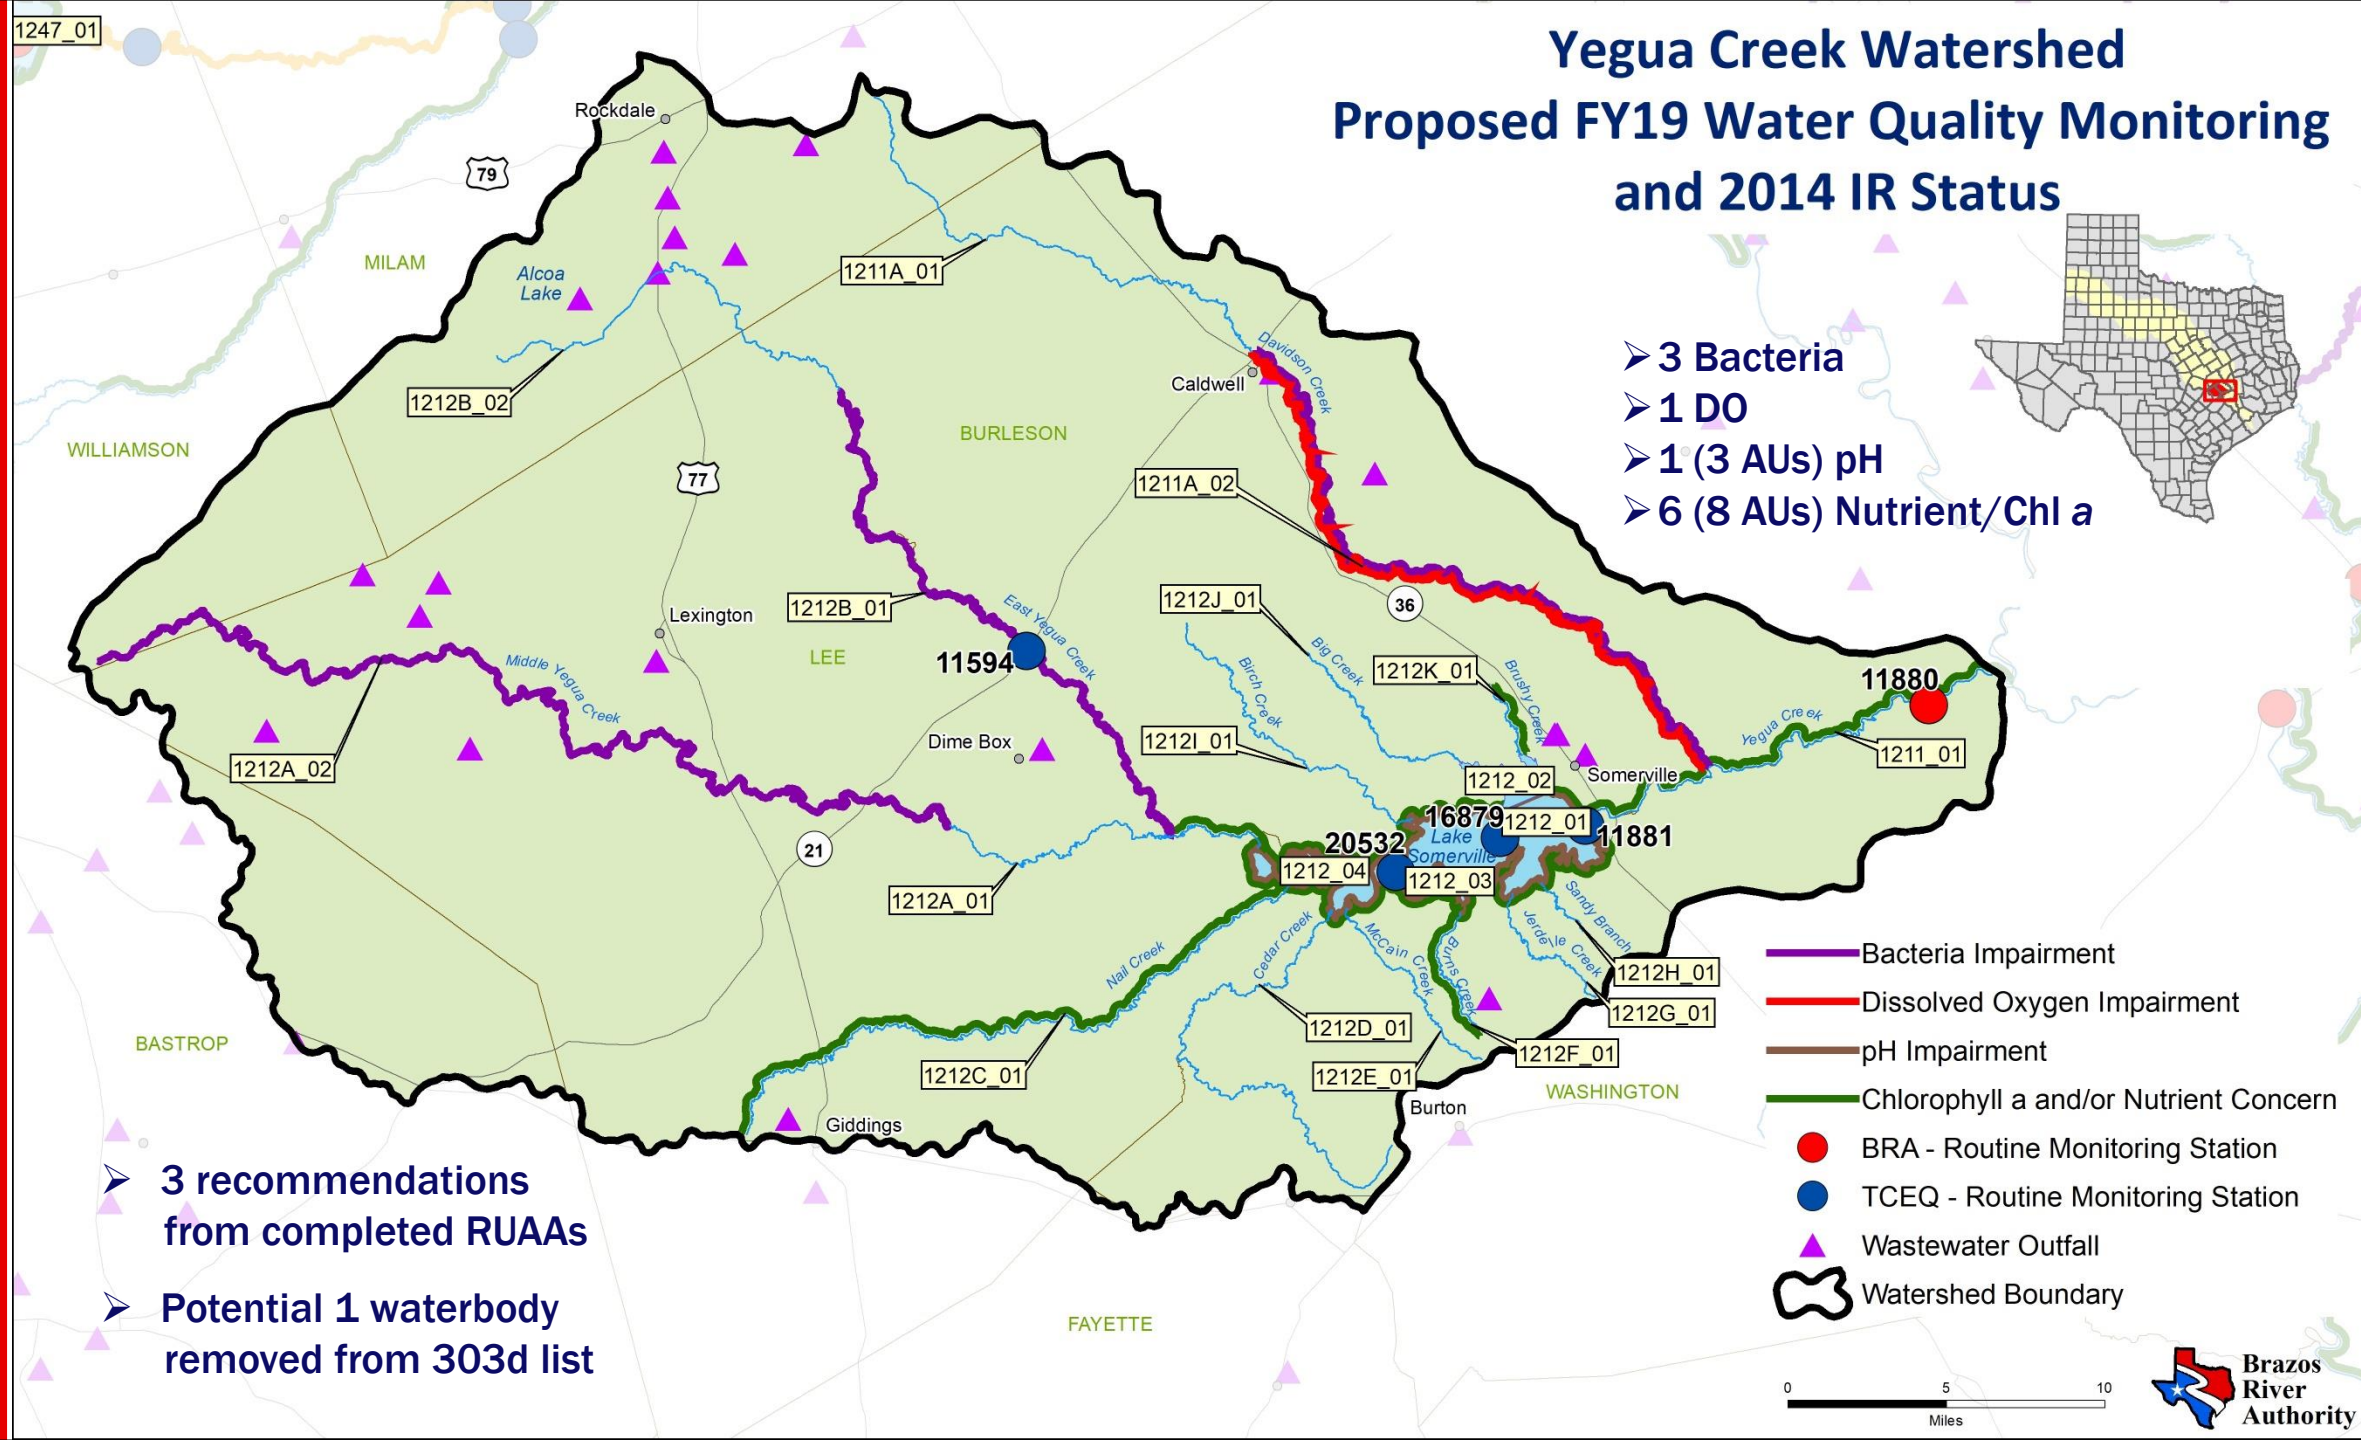 Yegua Creek Watershed
Proposed FY19 Water Quality Monitoring
and 2014 IR Status
1247_01
Rockdale
79
MILAM
Alcoa
Lake
1211A_01
➢ 3 Bacteria
➢ 1 DO
➢ 1 (3 AUs) pH
➢ 6 (8 AUs) Nutrient/Chl a
Davidson Creek
Caldwell
1212B_02
WILLIAMSON
BURLESON
77
1211A_02
1212B_01
East Yegua Creek
1212J_01
36
Lexington
LEE
11594
Middle Yegua Creek
Big Creek
Birch Creek
1212K_01
Brushy Creek
11880
Yegua Creek
1211_01
1212A_02
Dime Box
1212I_01
1212_02
Somerville
16879
1212_01
11881
20532
Lake
Somerville
1212_04
1212_03
21
1212A_01
Nail Creek
Cedar Creek
McCain Creek
Burns Creek
Jerdelle Creek
Sandy Branch
1212H_01
1212G_01
1212D_01
1212F_01
1212E_01
1212C_01
BASTROP
WASHINGTON
Burton
Giddings
FAYETTE
➢ 3 recommendations
from completed RUAAs
➢ Potential 1 waterbody
removed from 303d list
Bacteria Impairment
Dissolved Oxygen Impairment
pH Impairment
Chlorophyll a and/or Nutrient Concern
BRA - Routine Monitoring Station
TCEQ - Routine Monitoring Station
Wastewater Outfall
Watershed Boundary
0 5 10
Miles
Brazos
River
Authority